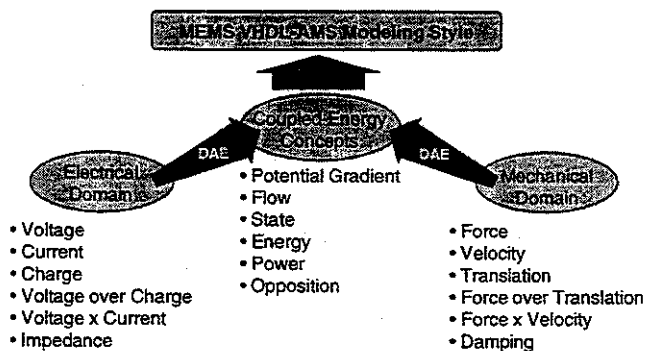 MEMS VHDL-AMS Modeling Style
Coupled Energy
Concepts
DAE
DAE
Electrical
Domain
Mechanical
Domain
• Potential Gradient
• Flow
• State
• Energy
• Power
• Opposition
• Voltage
• Current
• Charge
• Voltage over Charge
• Voltage x Current
• Impedance
• Force
• Velocity
• Translation
• Force over Translation
• Force x Velocity
• Damping